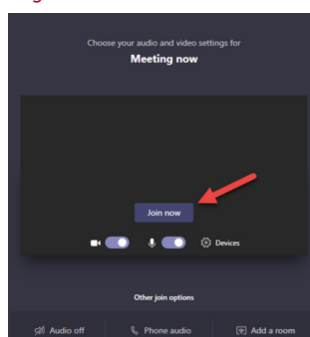 Choose your audio and video settings for
Meeting now
Join now
Devices
Other join options
Audio off
Phone audio
Add a room